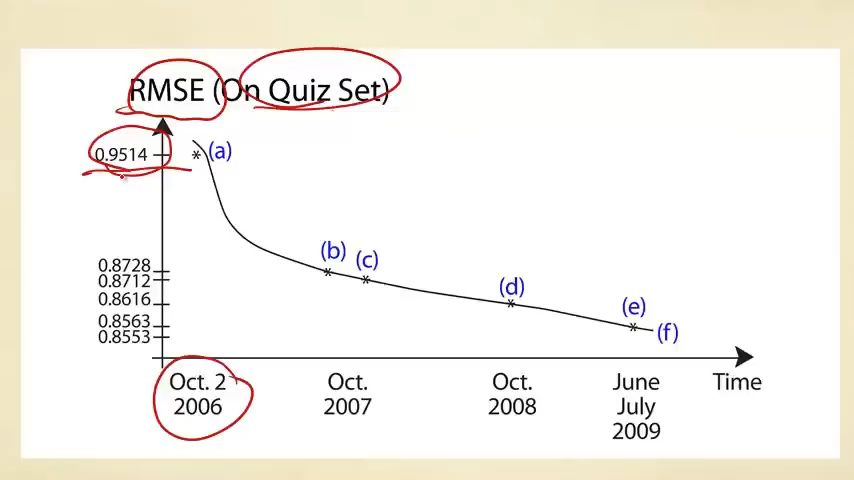 RMSE (On Quiz Set)
0.9514
(a)
(b)
(c)
(d)
(e)
(f)
0.8728
0.8712
0.8616
0.8563
0.8553
Oct. 2
2006
Oct.
2007
Oct.
2008
June
July
2009
Time